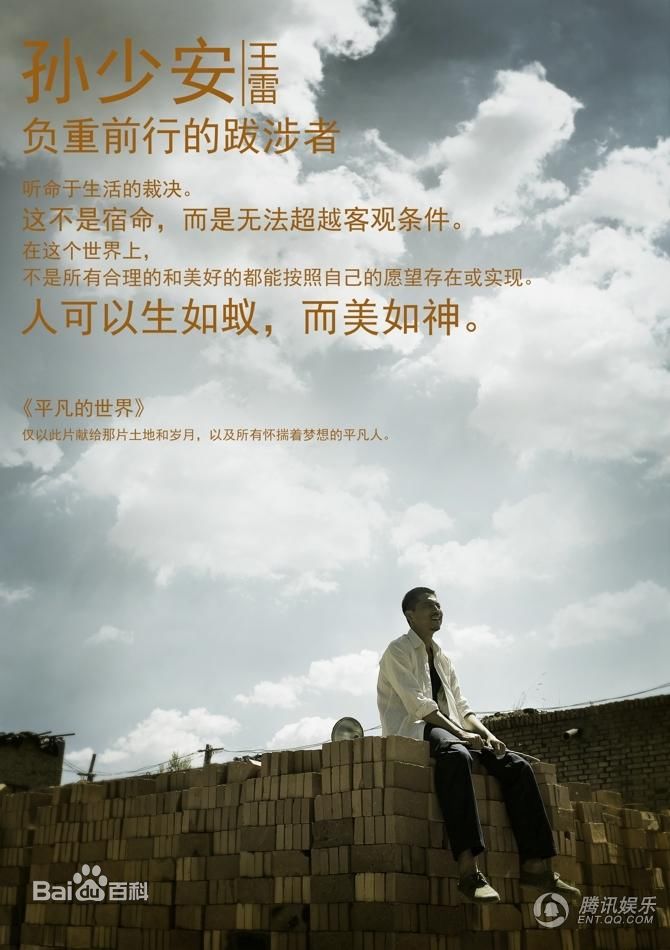 孙少安 王雷
负重前行的跋涉者
听命于生活的裁决。
这不是宿命，而是无法超越客观条件。
在这个世界上，
不是所有合理的和美好的都能按照自己的愿望存在或实现。
人可以生如蚁，而美如神。
《平凡的世界》
仅以此片献给那片土地和岁月，以及所有怀揣着梦想的平凡人。
Bai du 百科
腾讯娱乐
ENT.QQ.COM